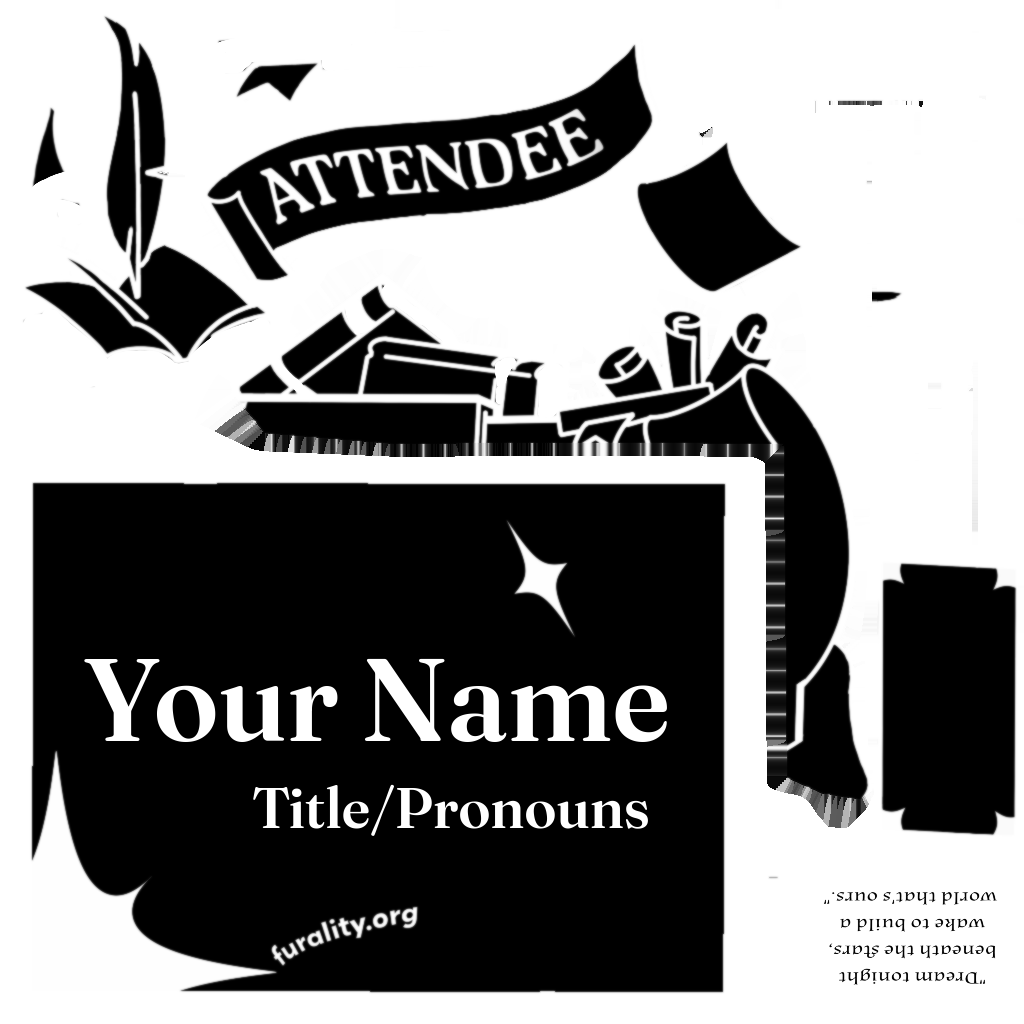 ATTENDEE
Your Name
Title/Pronouns
furality.org
"Dream tonight
beneath the stars,
wake to build a
world that's ours."